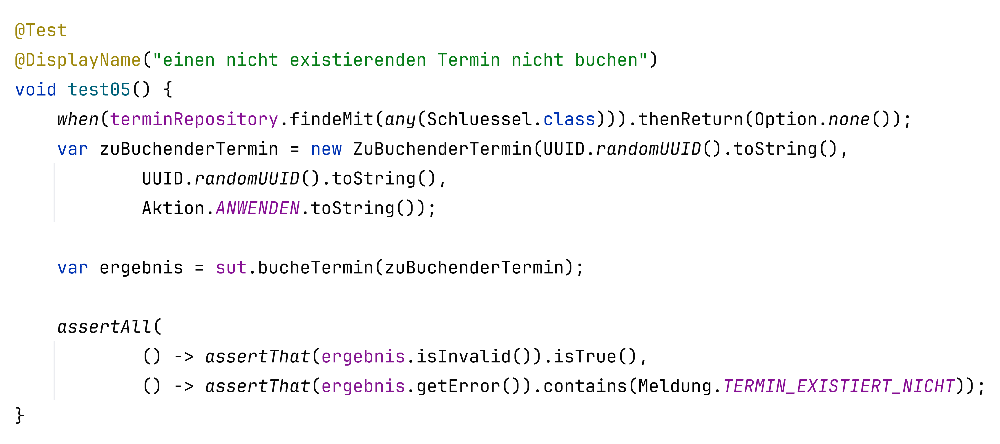 @Test
@DisplayName("einen nicht existierenden Termin nicht buchen")
void test05() {
    when(terminRepository.findeMit(any(Schluessel.class))).thenReturn(Option.none());
    var zuBuchenderTermin = new ZuBuchenderTermin(UUID.randomUUID().toString(),
            UUID.randomUUID().toString(),
            Aktion.ANWENDEN.toString());

    var ergebnis = sut.bucheTermin(zuBuchenderTermin);

    assertAll(
            () -> assertThat(ergebnis.isInvalid()).isTrue(),
            () -> assertThat(ergebnis.getError()).contains(Meldung.TERMIN_EXISTIERT_NICHT));
}